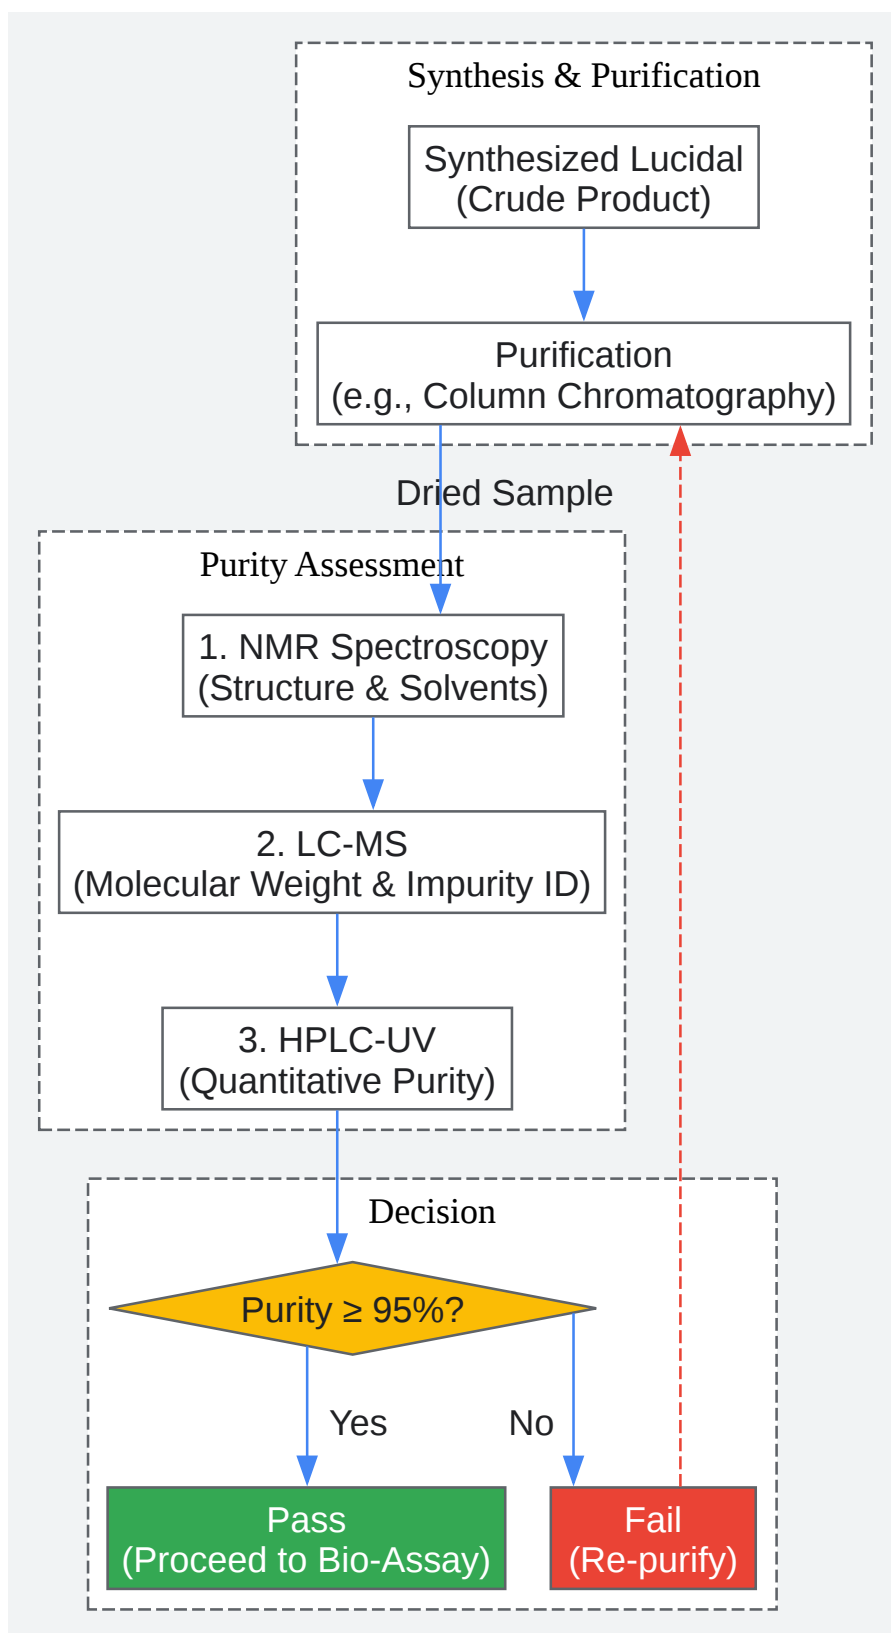 Synthesis & Purification
Synthesized Lucidal
(Crude Product)
Purification
(e.g., Column Chromatography)
Dried Sample
Purity Assessment
1. NMR Spectroscopy
(Structure & Solvents)
2. LC-MS
(Molecular Weight & Impurity ID)
3. HPLC-UV
(Quantitative Purity)
Decision
Purity ≥ 95%?
Yes
No
Pass
(Proceed to Bio-Assay)
Fail
(Re-purify)